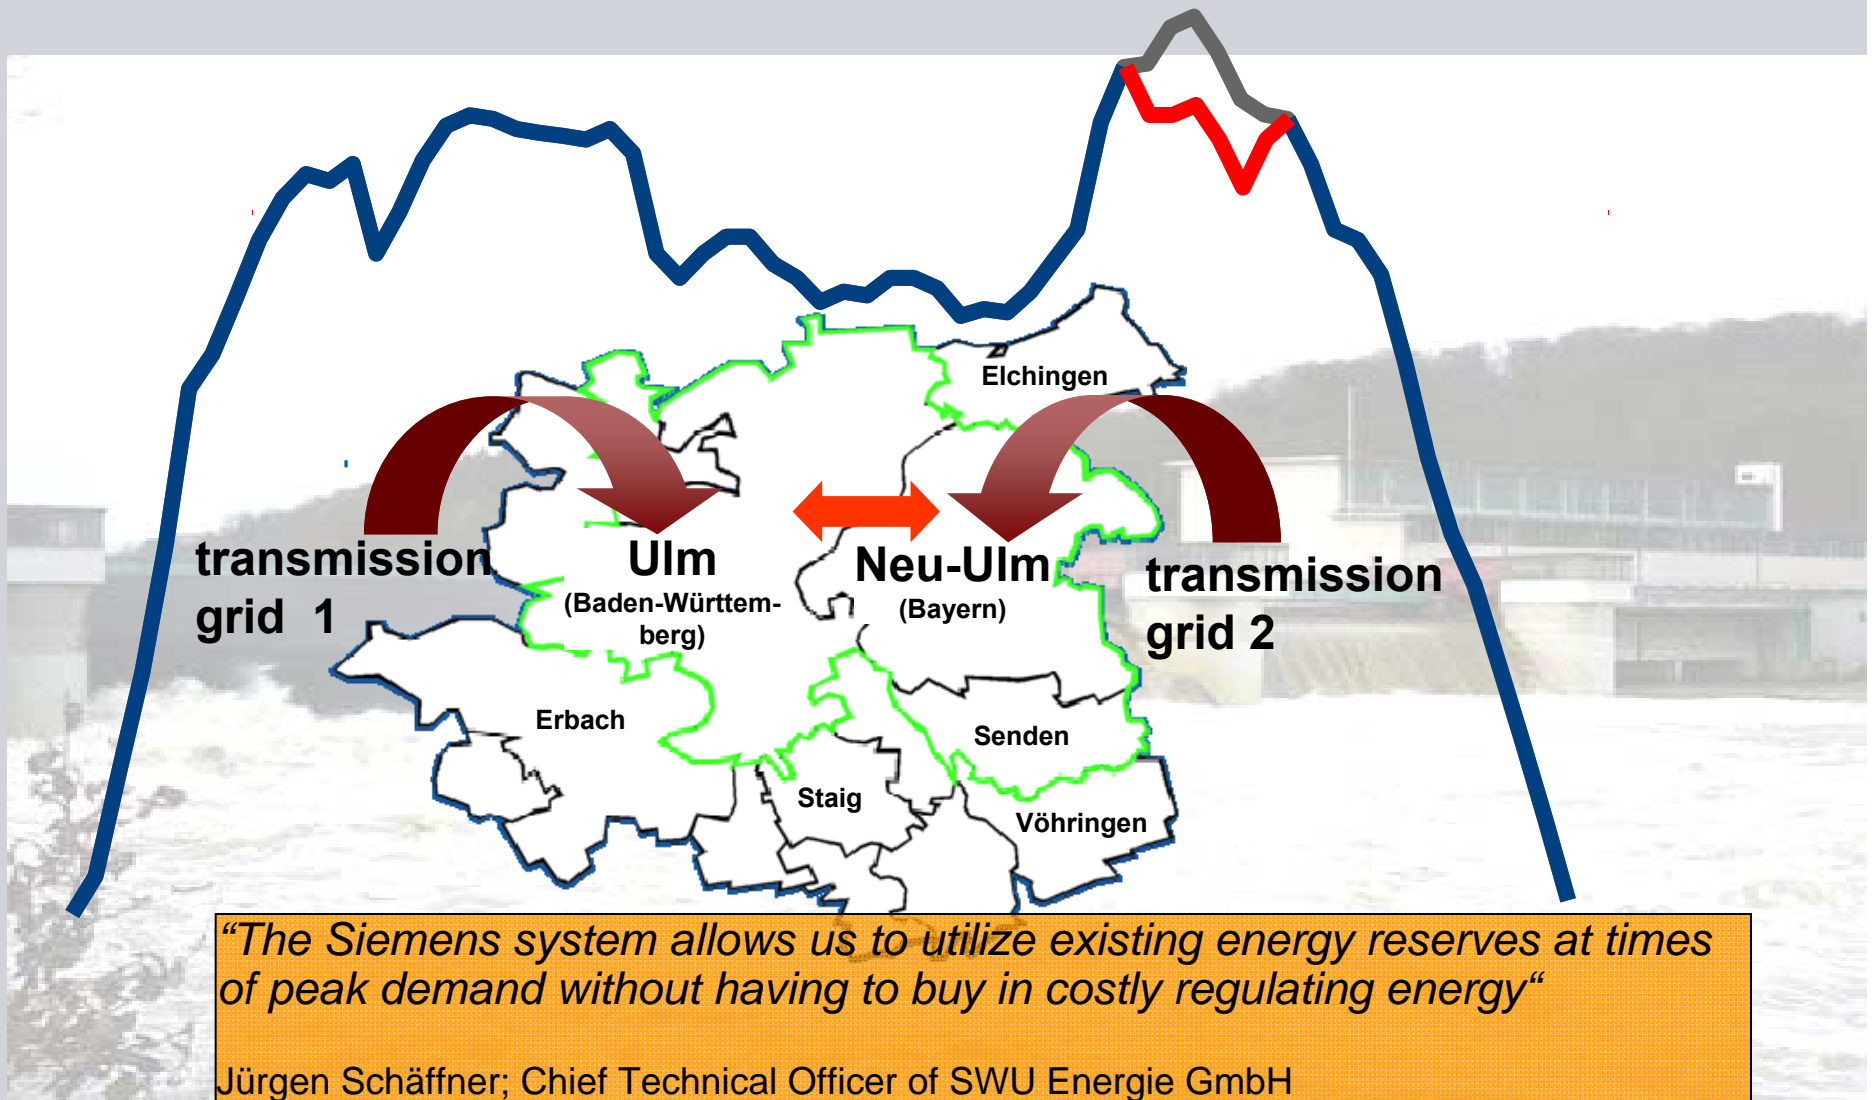 Elchingen
transmission
grid 1
Ulm
(Baden-Württem-
berg)
Neu-Ulm
(Bayern)
transmission
grid 2
Erbach
Senden
Staig
Vöhringen
“The Siemens system allows us to utilize existing energy reserves at times
of peak demand without having to buy in costly regulating energy“
Jürgen Schäffner; Chief Technical Officer of SWU Energie GmbH